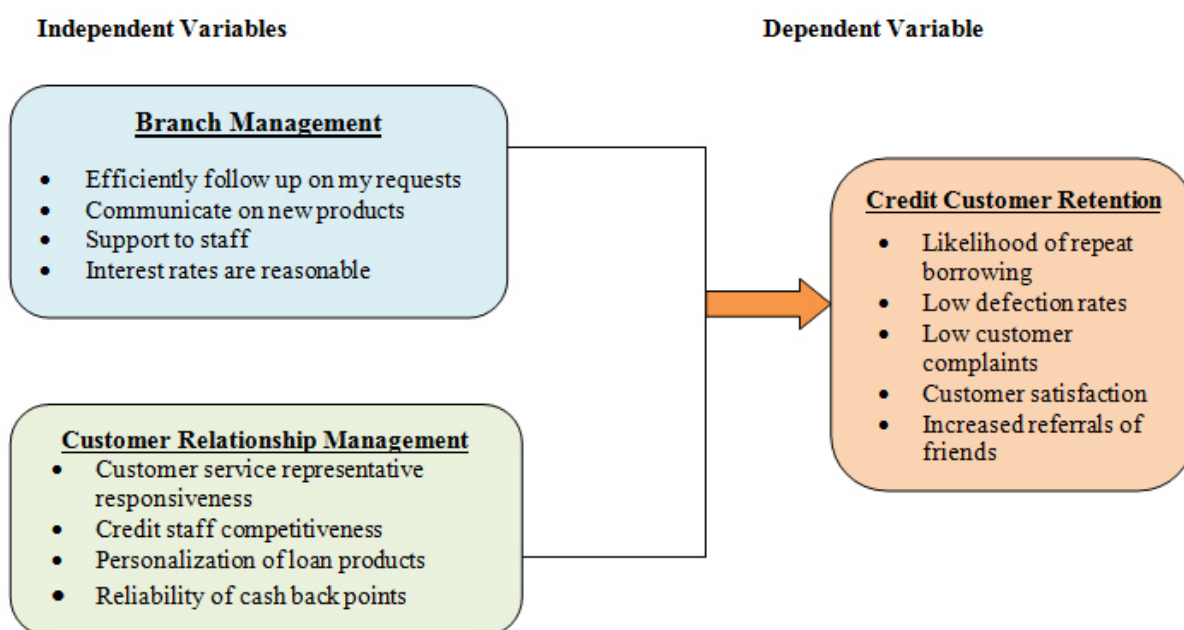 Independent Variables
Dependent Variable
Branch Management
• Efficiently follow up on my requests
• Communicate on new products
• Support to staff
• Interest rates are reasonable
Customer Relationship Management
• Customer service representative
responsiveness
• Credit staff competitiveness
• Personalization of loan products
• Reliability of cash back points
Credit Customer Retention
• Likelihood of repeat
borrowing
• Low defection rates
• Low customer
complaints
• Customer satisfaction
• Increased referrals of
friends